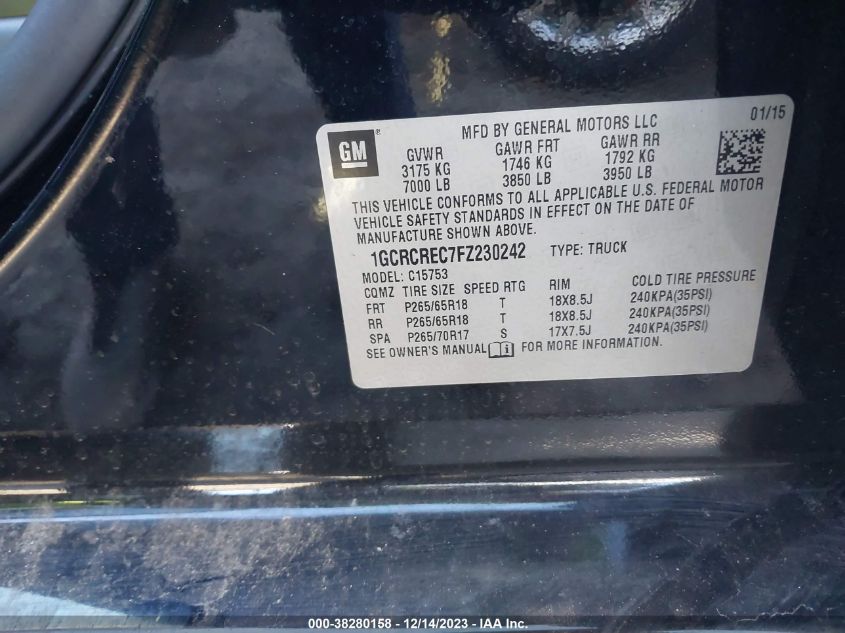 MFD BY GENERAL MOTORS LLC 01/15
GM® GVWR GAWR FRT GAWR RR
3175 KG 1746 KG 1792 KG
7000 LB 3850 LB 3950 LB
THIS VEHICLE CONFORMS TO ALL APPLICABLE U.S. FEDERAL MOTOR
VEHICLE SAFETY STANDARDS IN EFFECT ON THE DATE OF
MANUFACTURE SHOWN ABOVE.
1GCRCREC7FZ230242 TYPE: TRUCK
MODEL: C15753
CQMZ TIRE SIZE SPEED RTG RIM COLD TIRE PRESSURE
FRT P265/65R18 T 18X8.5J 240KPA(35PSI)
RR P265/65R18 T 18X8.5J 240KPA(35PSI)
SPA P265/70R17 S 17X7.5J 240KPA(35PSI)
SEE OWNER'S MANUAL FOR MORE INFORMATION.
000-38280158 - 12/14/2023 - IAA Inc.